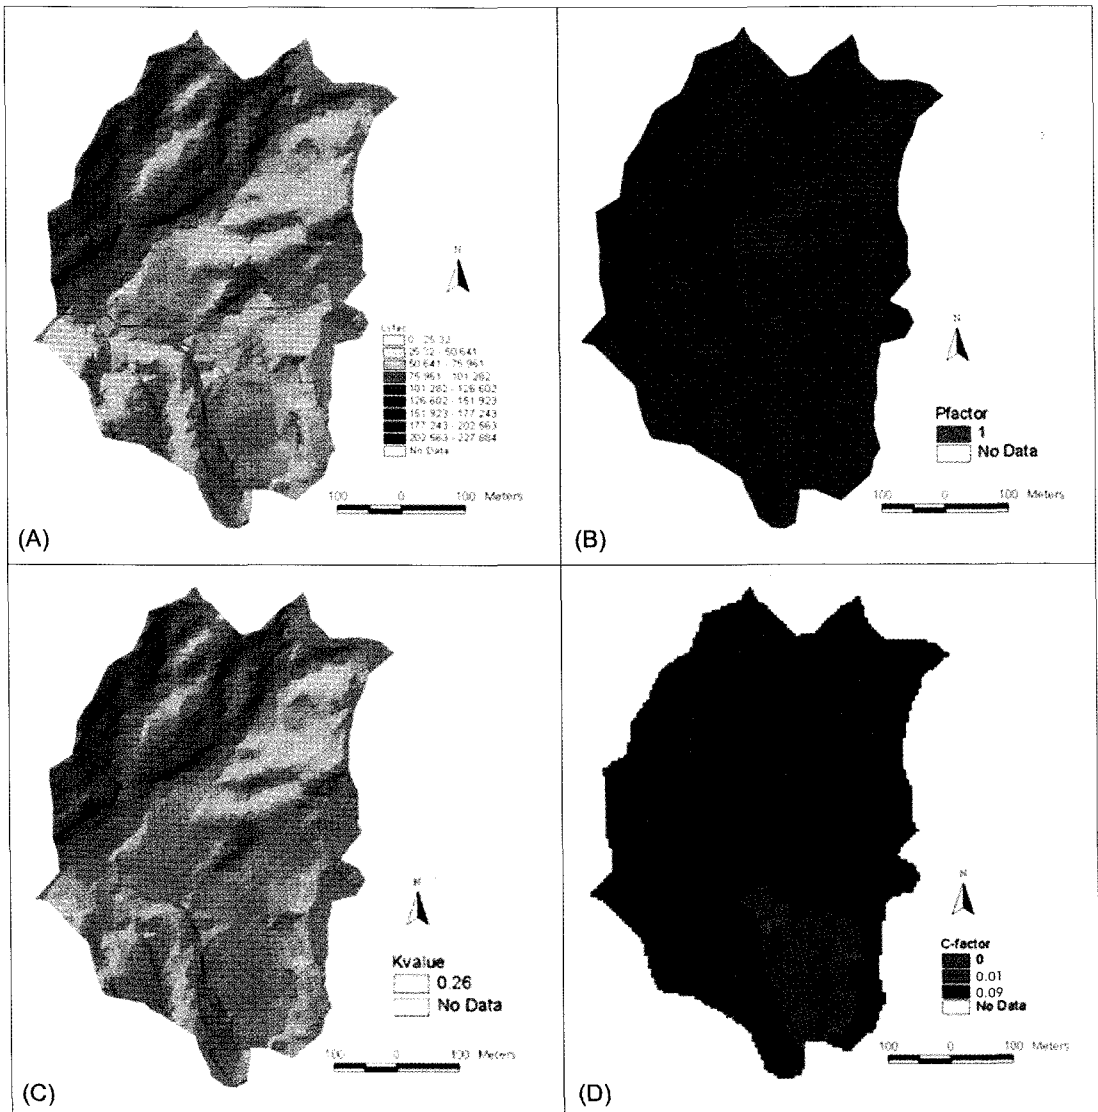 N
Lsfac
0 - 25.32
25.32 - 50.641
50.641 - 75.961
75.961 - 101.282
101.282 - 126.602
126.602 - 151.923
151.923 - 177.243
177.243 - 202.563
202.563 - 227.884
No Data
100 0 100 Meters
(A)
N
Pfactor
1
No Data
100 0 100 Meters
(B)
N
Kvalue
0.26
No Data
100 0 100 Meters
(C)
N
C-factor
0
0.01
0.09
No Data
100 0 100 Meters
(D)